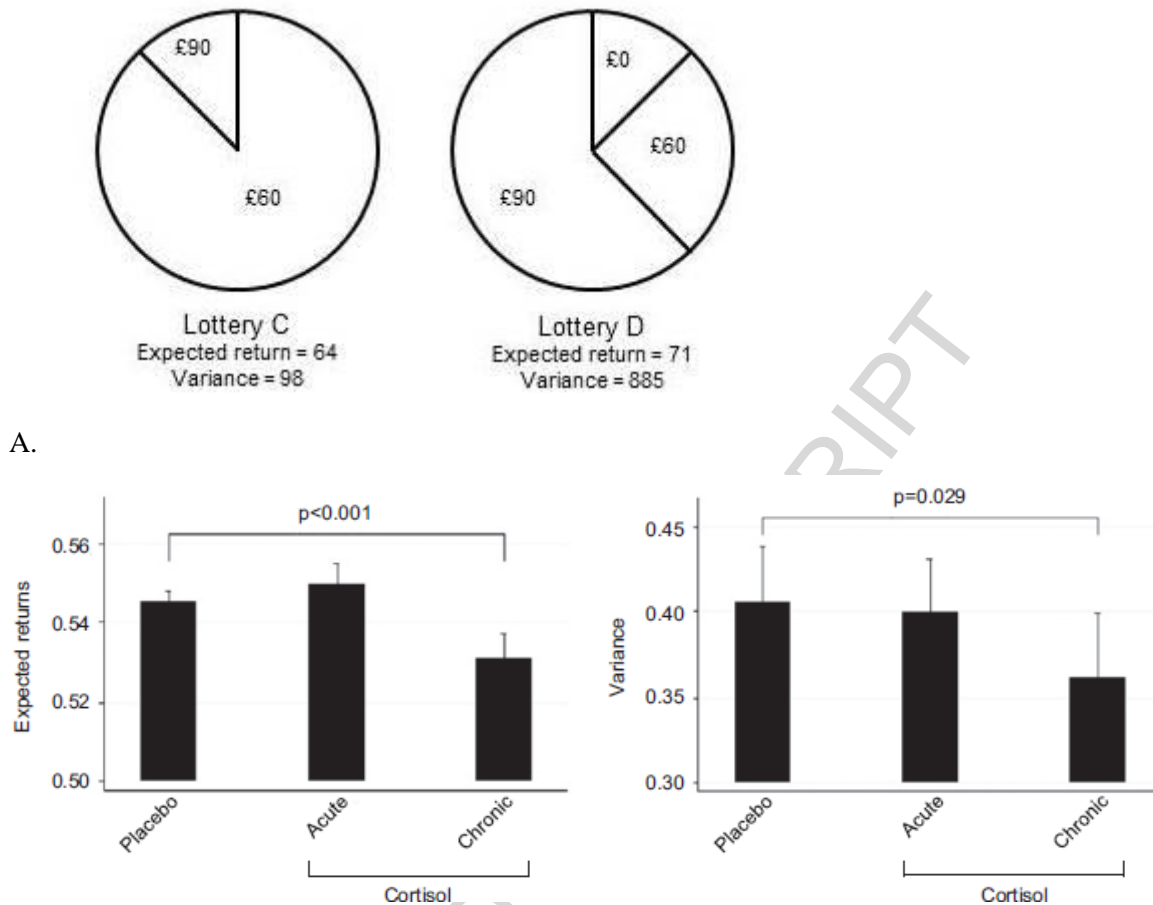 £90
£60
£0
£60
£90
Lottery C
Expected return = 64
Variance = 98
Lottery D
Expected return = 71
Variance = 885
RIPT
A.
p<0.001
0.56
0.54
0.52
0.50
Expected returns
Placebo
Acute
Chronic
Cortisol
p=0.029
0.45
0.40
0.35
0.30
Variance
Placebo
Acute
Chronic
Cortisol